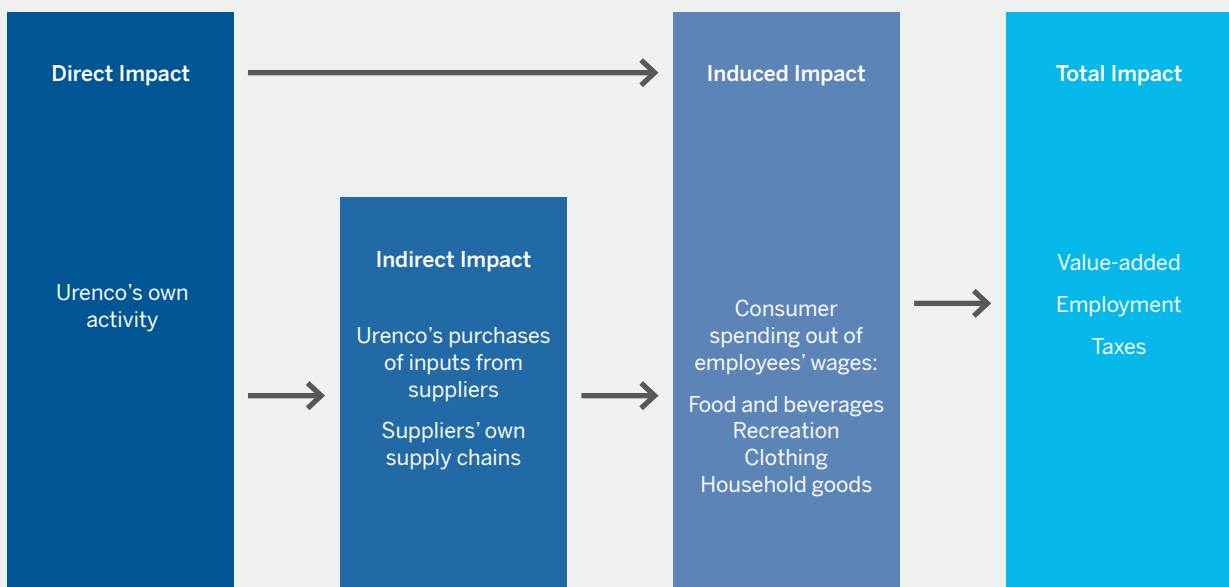 Direct Impact
Urenco’s own
activity
Indirect Impact
Urenco’s purchases
of inputs from
suppliers
Suppliers’ own
supply chains
Induced Impact
Consumer
spending out of
employees’ wages:
Food and beverages
Recreation
Clothing
Household goods
Total Impact
Value-added
Employment
Taxes